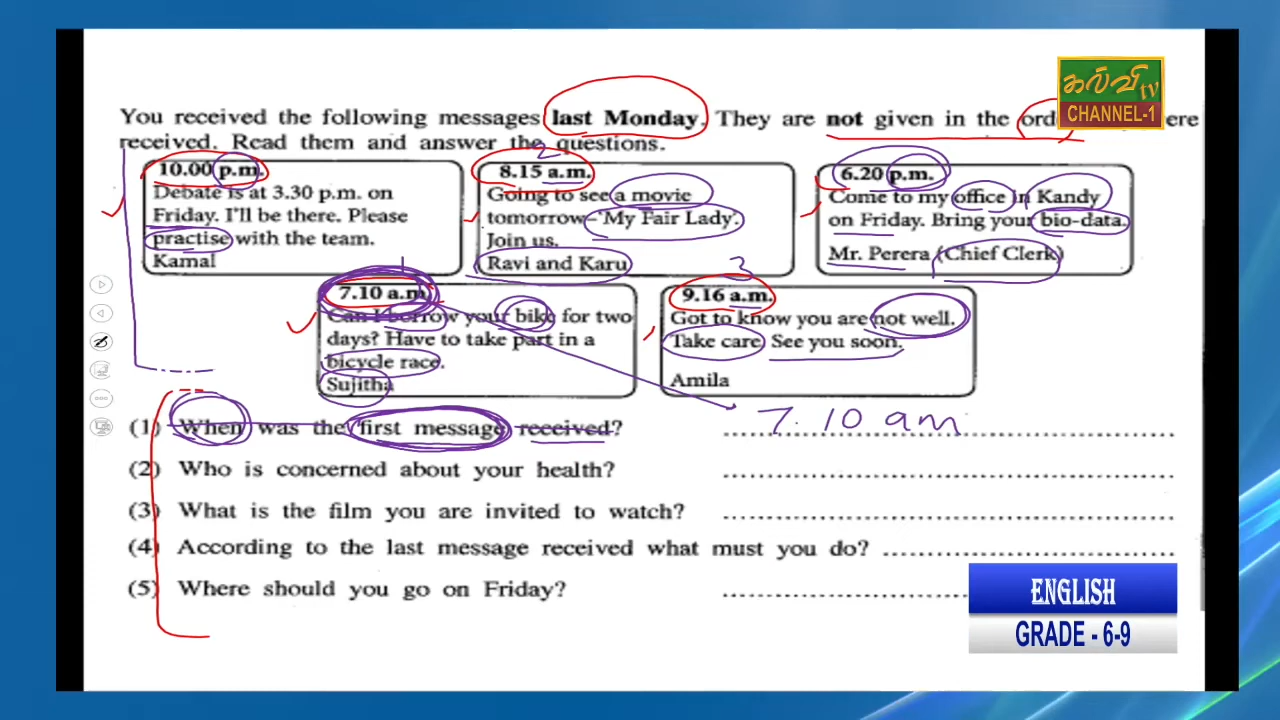 கல்வி tv
CHANNEL-1
You received the following messages last Monday. They are not given in the ere
received. Read them and answer the questions.
10.00 p.m.
Debate is at 3.30 p.m. on
Friday. I'll be there. Please
practise with the team.
Kamal
2
8.15 a.m.
Going to see a movie
tomorrow- 'My Fair Lady'.
Join us.
Ravi and Karu
6.20 p.m.
Come to my office in Kandy
on Friday. Bring your bio-data.
Mr. Perera (Chief Clerk)
1
7.10 a.m.
Can I borrow your bike for two
days? Have to take part in a
bicycle race.
Sujitha
3
9.16 a.m.
Got to know you are not well.
Take care. See you soon.
Amila
(1) When was the first message received? 7.10 am
(2) Who is concerned about your health? ........................................
(3) What is the film you are invited to watch? ........................................
(4) According to the last message received what must you do? ........................................
(5) Where should you go on Friday? ........................................
ENGLISH
GRADE - 6-9